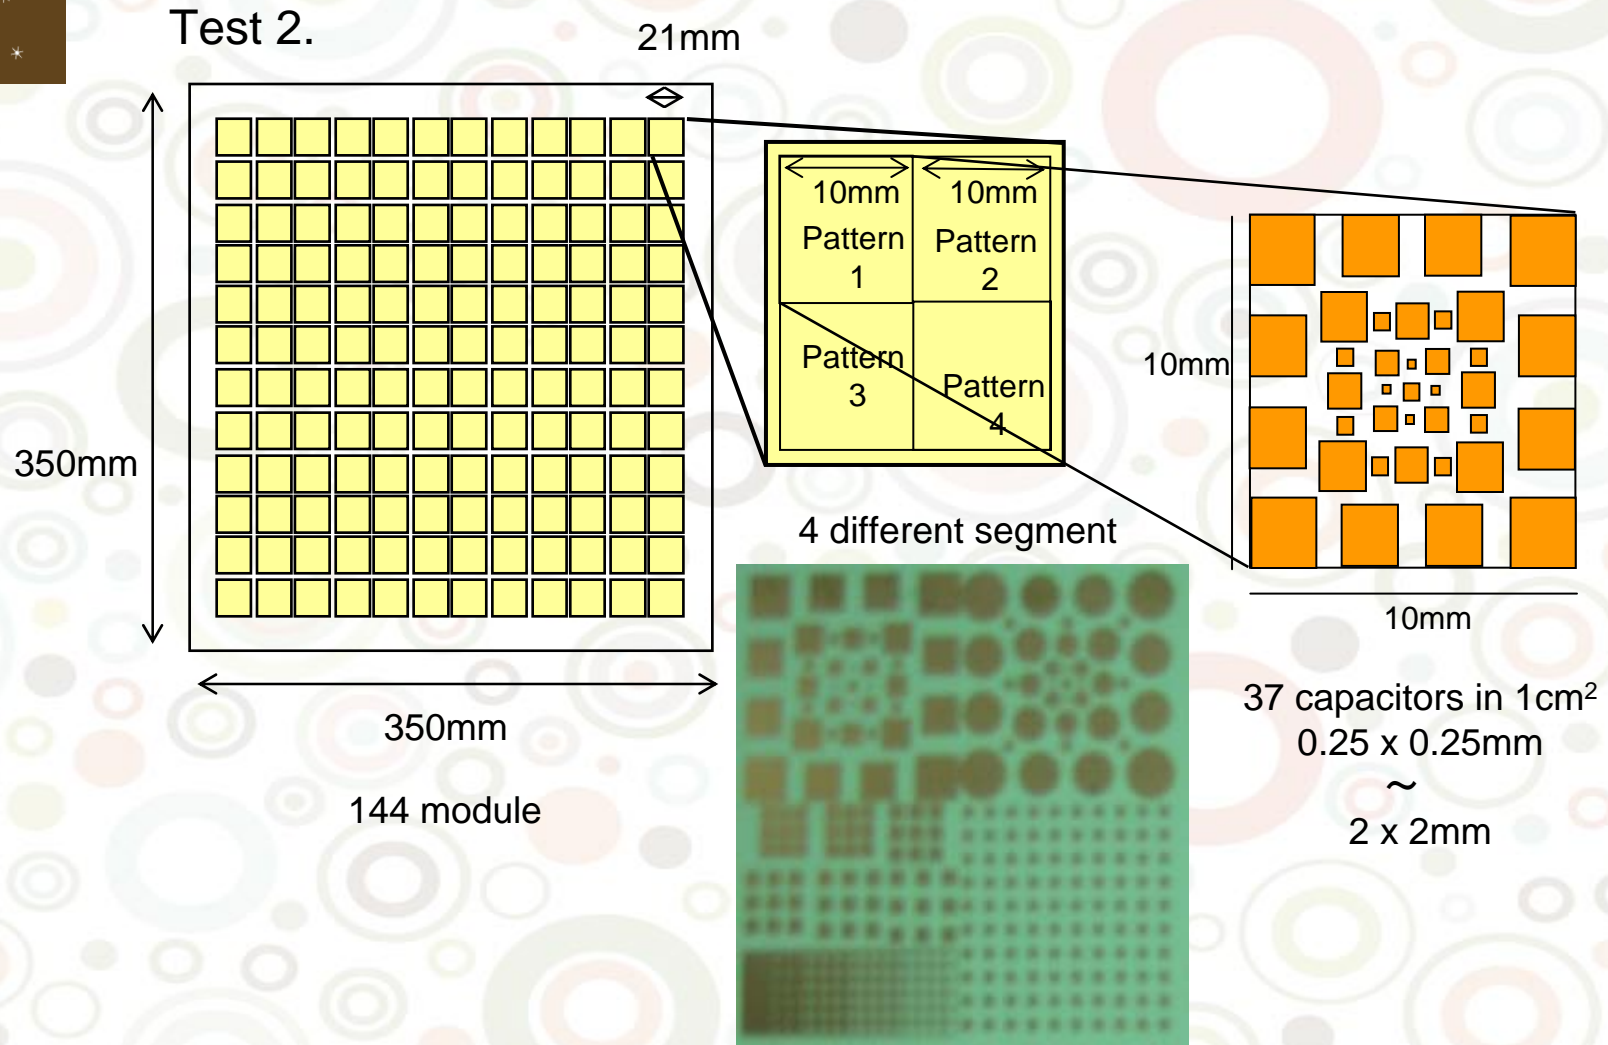 Test 2.
21mm
350mm
350mm
144 module
10mm 10mm
Pattern
1
Pattern
2
Pattern
3
Pattern
4
4 different segment
10mm
10mm
37 capacitors in 1cm²
0.25 x 0.25mm
~
2 x 2mm